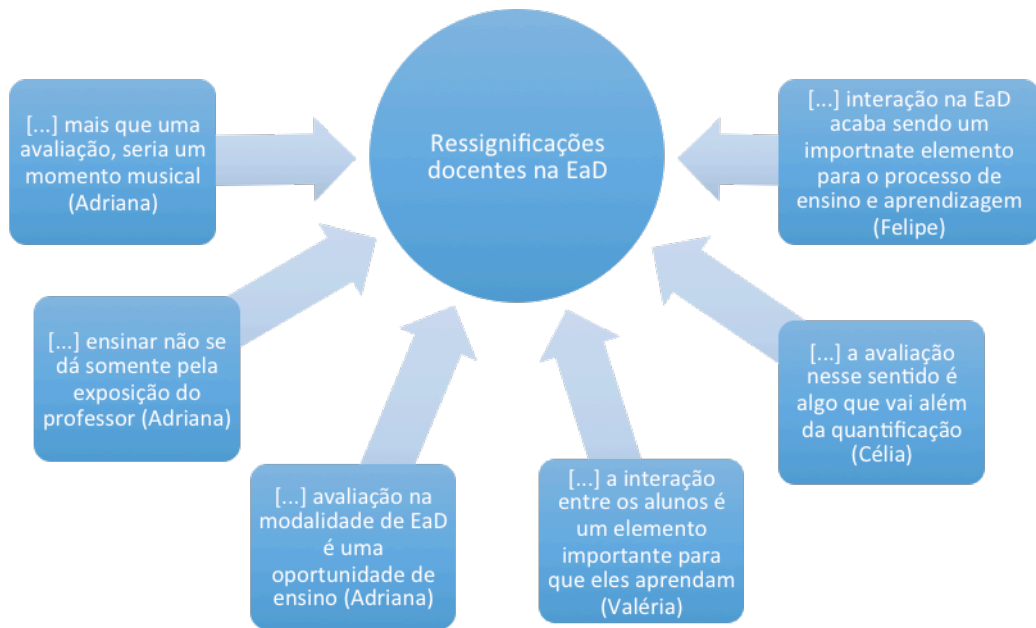 Ressignificações
docentes na EaD
[...] mais que uma
avaliação, seria um
momento musical
(Adriana)
[...] ensinar não se
dá somente pela
exposição do
professor (Adriana)
[...] avaliação na
modalidade de EaD
é uma
oportunidade de
ensino (Adriana)
[...] a interação
entre os alunos é
um elemento
importante para
que eles aprendam
(Valéria)
[...] a avaliação
nesse sentido é
algo que vai além
da quantificação
(Célia)
[...] interação na EaD
acaba sendo um
importnate elemento
para o processo de
ensino e aprendizagem
(Felipe)